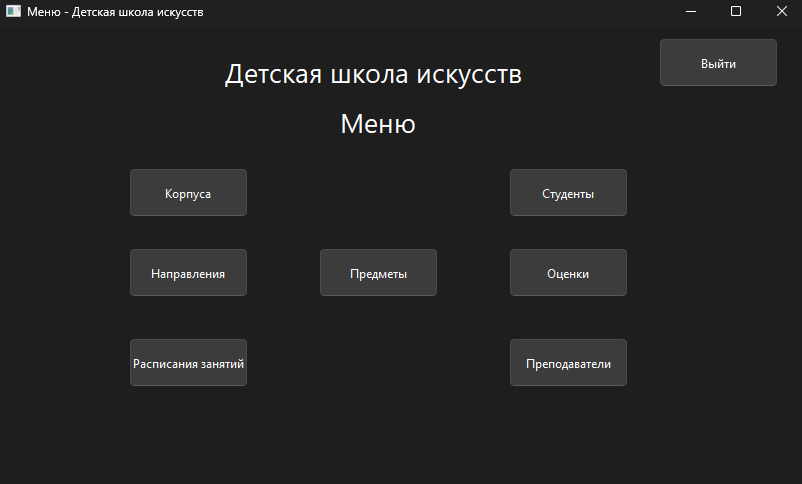 Меню - Детская школа искусств
Выйти
Детская школа искусств
Меню
Корпуса
Студенты
Направления
Предметы
Оценки
Расписания занятий
Преподаватели